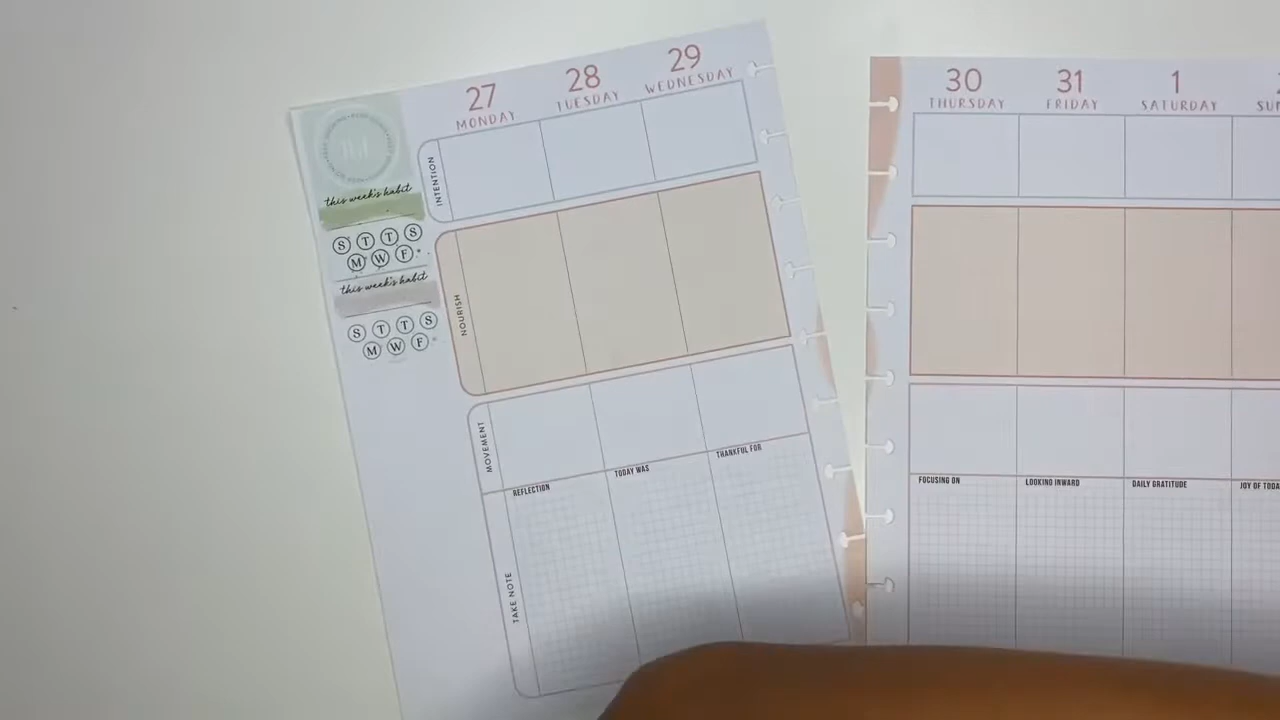 27
MONDAY
28
TUESDAY
29
WEDNESDAY
INTENTION
this week's habit
S T T S
M W F
this week's habit
S T T S
M W F
NOURISH
MOVEMENT
TAKE NOTE
REFLECTION
TODAY WAS
THANKFUL FOR
30
THURSDAY
31
FRIDAY
1
SATURDAY
FOCUSING ON
LOOKING INWARD
DAILY GRATITUDE
JOY OF